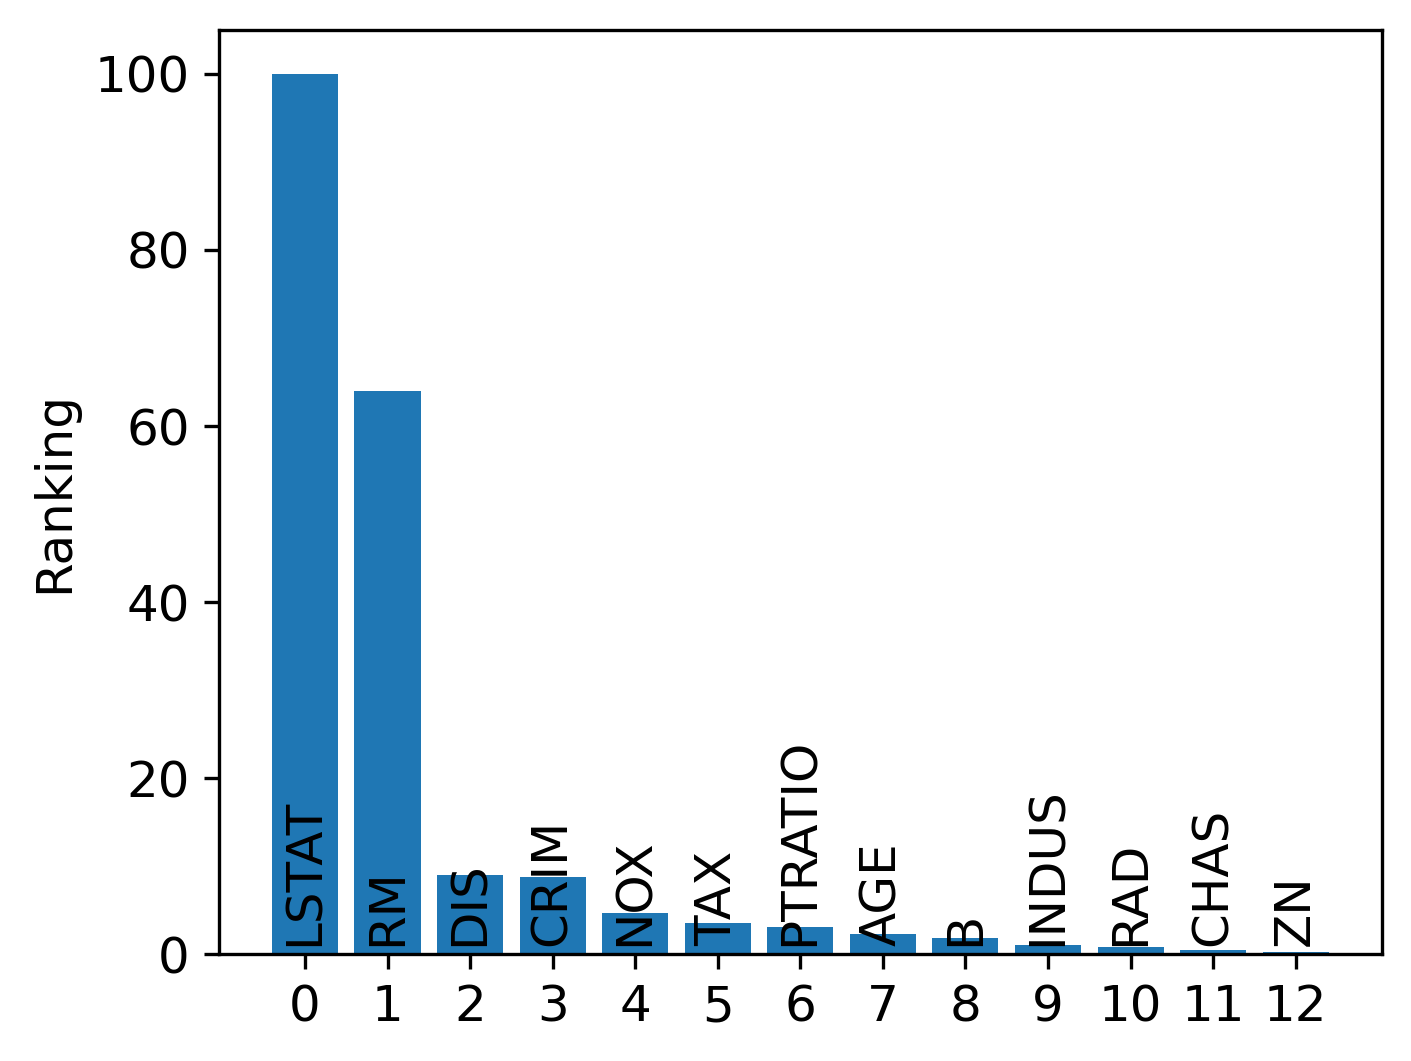 100
80
60
40
20
0
Ranking
LSTAT
RM
DIS
CRIM
NOX
TAX
PTRATIO
AGE
B
INDUS
RAD
CHAS
ZN
0 1 2 3 4 5 6 7 8 9 10 11 12